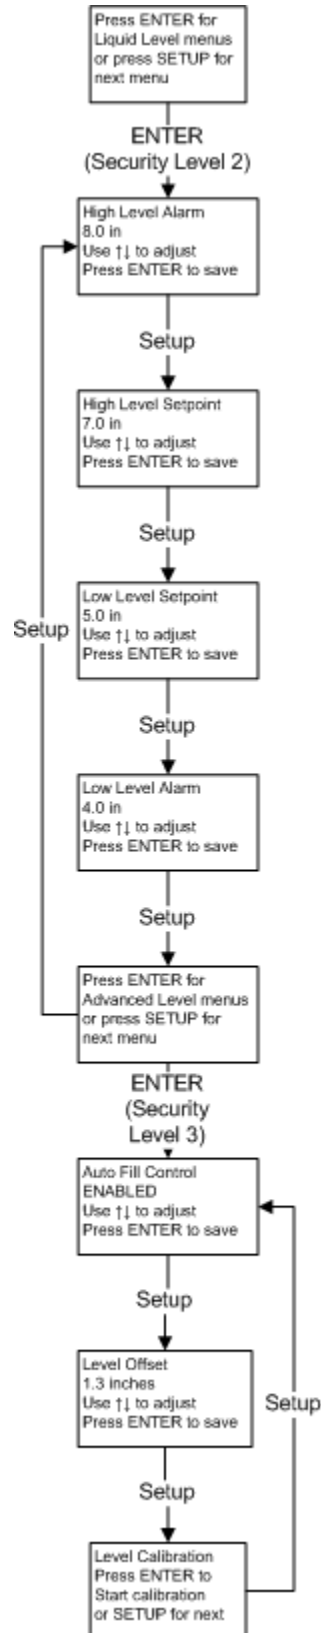 Press ENTER for
Liquid Level menus
or press SETUP for
next menu
ENTER
(Security Level 2)
High Level Alarm
8.0 in
Use ↑↓ to adjust
Press ENTER to save
Setup
High Level Setpoint
7.0 in
Use ↑↓ to adjust
Press ENTER to save
Setup
Low Level Setpoint
5.0 in
Use ↑↓ to adjust
Press ENTER to save
Setup
Setup
Low Level Alarm
4.0 in
Use ↑↓ to adjust
Press ENTER to save
Setup
Press ENTER for
Advanced Level menus
or press SETUP for
next menu
ENTER
(Security
Level 3)
Auto Fill Control
ENABLED
Use ↑↓ to adjust
Press ENTER to save
Setup
Level Offset
1.3 inches
Use ↑↓ to adjust
Press ENTER to save
Setup
Setup
Level Calibration
Press ENTER to
Start calibration
or SETUP for next